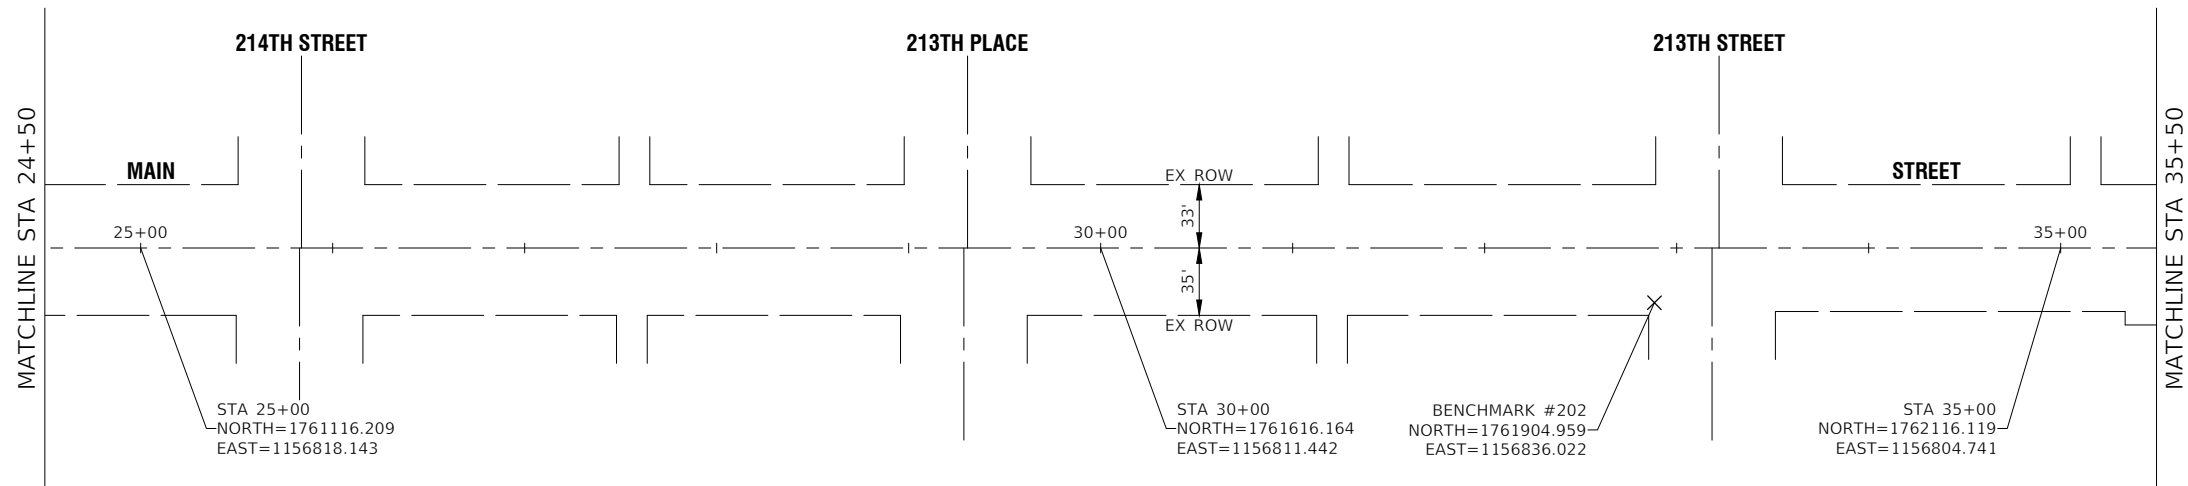 214TH STREET
213TH PLACE
213TH STREET
MATCHLINE STA 24+50
MATCHLINE STA 35+50
MAIN
EX ROW
STREET
33'
25+00
30+00
35+00
35'
EX ROW
STA 25+00
NORTH=1761116.209
EAST=1156818.143
STA 30+00
NORTH=1761616.164
EAST=1156811.442
BENCHMARK #202
NORTH=1761904.959
EAST=1156836.022
STA 35+00
NORTH=1762116.119
EAST=1156804.741